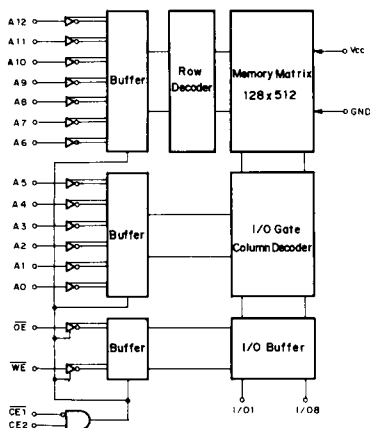 A12
A11
A10
A9
A8
A7
A6
Buffer
Row
Decoder
Memory Matrix
128 x 512
Vcc
GND
A5
A4
A3
A2
A1
A0
Buffer
I/O Gate
Column Decoder
OE
WE
Buffer
I/O Buffer
CE1
CE2
I/O1
I/O8